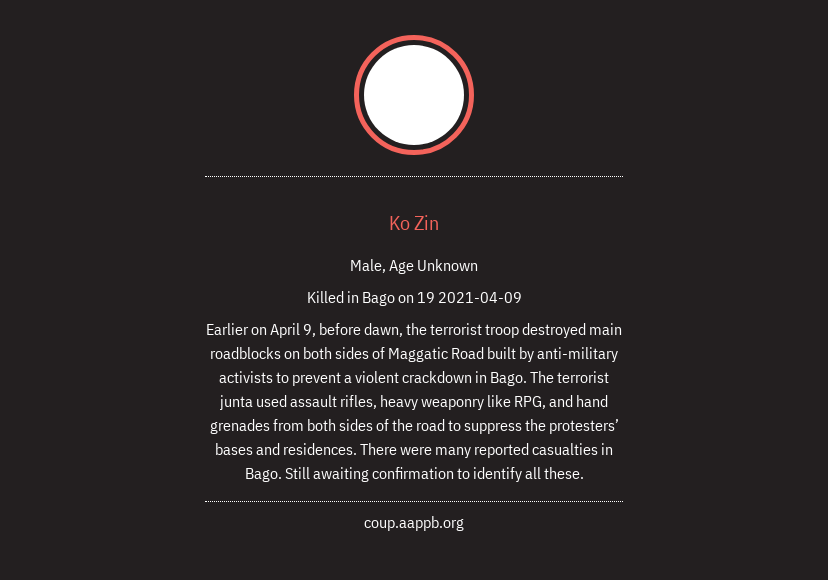 Ko Zin
Male, Age Unknown
Killed in Bago on 19 2021-04-09
Earlier on April 9, before dawn, the terrorist troop destroyed main
roadblocks on both sides of Maggatic Road built by anti-military
activists to prevent a violent crackdown in Bago. The terrorist
junta used assault rifles, heavy weaponry like RPG, and hand
grenades from both sides of the road to suppress the protesters’
bases and residences. There were many reported casualties in
Bago. Still awaiting confirmation to identify all these.
coup.aappb.org